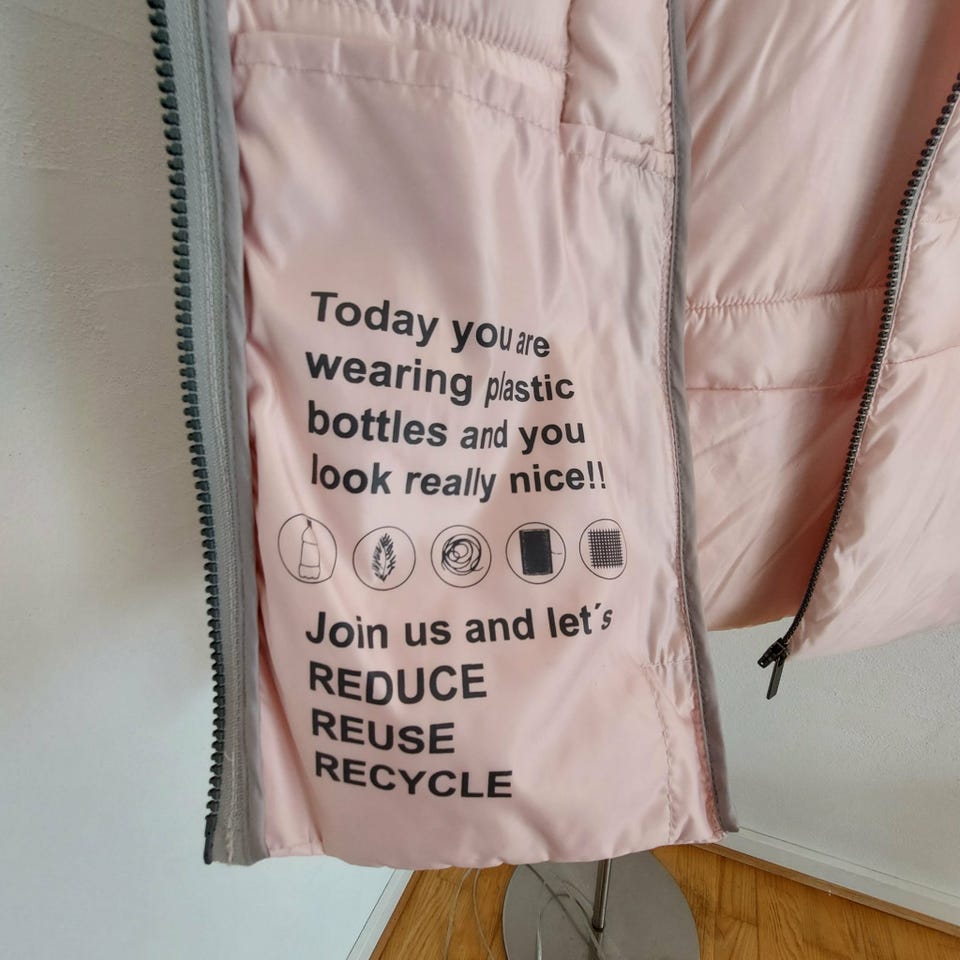 Today you are
wearing plastic
bottles and you
look really nice!!
Join us and let´s
REDUCE
REUSE
RECYCLE